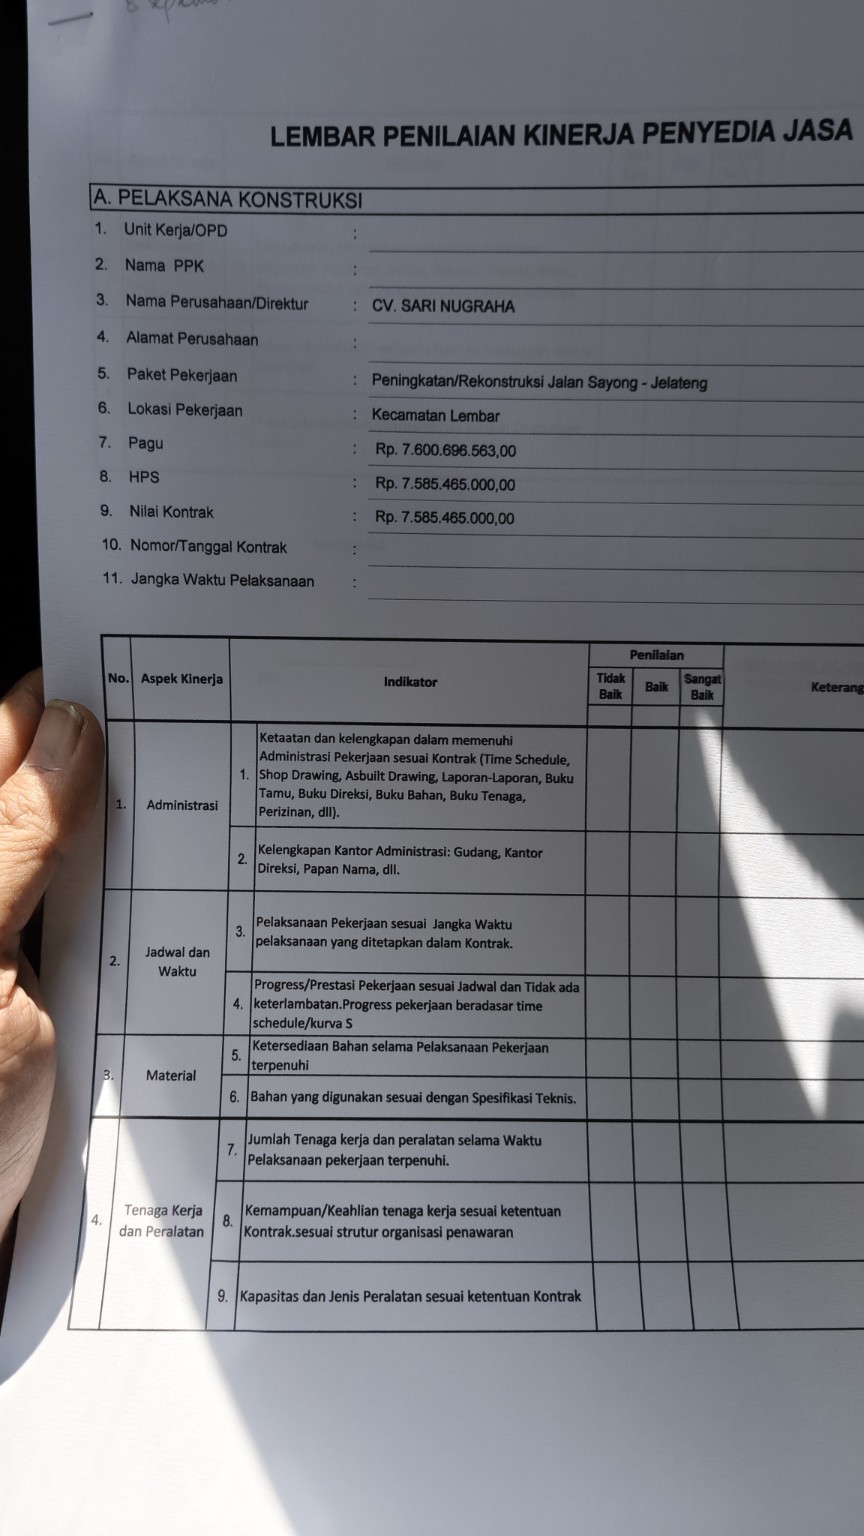 LEMBAR PENILAIAN KINERJA PENYEDIA JASA
A. PELAKSANA KONSTRUKSI
1. Unit Kerja/OPD :
2. Nama PPK :
3. Nama Perusahaan/Direktur : CV. SARI NUGRAHA
4. Alamat Perusahaan :
5. Paket Pekerjaan : Peningkatan/Rekonstruksi Jalan Sayong - Jelateng
6. Lokasi Pekerjaan : Kecamatan Lembar
7. Pagu : Rp. 7.600.696.563,00
8. HPS : Rp. 7.585.465.000,00
9. Nilai Kontrak : Rp. 7.585.465.000,00
10. Nomor/Tanggal Kontrak :
11. Jangka Waktu Pelaksanaan :
No. Aspek Kinerja Indikator Penilaian Keterang
Tidak Baik Baik Sangat Baik
1. Administrasi
1. Ketaatan dan kelengkapan dalam memenuhi
Administrasi Pekerjaan sesuai Kontrak (Time Schedule,
Shop Drawing, Asbuilt Drawing, Laporan-Laporan, Buku
Tamu, Buku Direksi, Buku Bahan, Buku Tenaga,
Perizinan, dll).
2. Kelengkapan Kantor Administrasi: Gudang, Kantor
Direksi, Papan Nama, dll.
2. Jadwal dan
Waktu
3. Pelaksanaan Pekerjaan sesuai Jangka Waktu
pelaksanaan yang ditetapkan dalam Kontrak.
4. Progress/Prestasi Pekerjaan sesuai Jadwal dan Tidak ada
keterlambatan.Progress pekerjaan beradasar time
schedule/kurva S
3. Material
5. Ketersediaan Bahan selama Pelaksanaan Pekerjaan
terpenuhi
6. Bahan yang digunakan sesuai dengan Spesifikasi Teknis.
4. Tenaga Kerja
dan Peralatan
7. Jumlah Tenaga kerja dan peralatan selama Waktu
Pelaksanaan pekerjaan terpenuhi.
8. Kemampuan/Keahlian tenaga kerja sesuai ketentuan
Kontrak.sesuai strutur organisasi penawaran
9. Kapasitas dan Jenis Peralatan sesuai ketentuan Kontrak